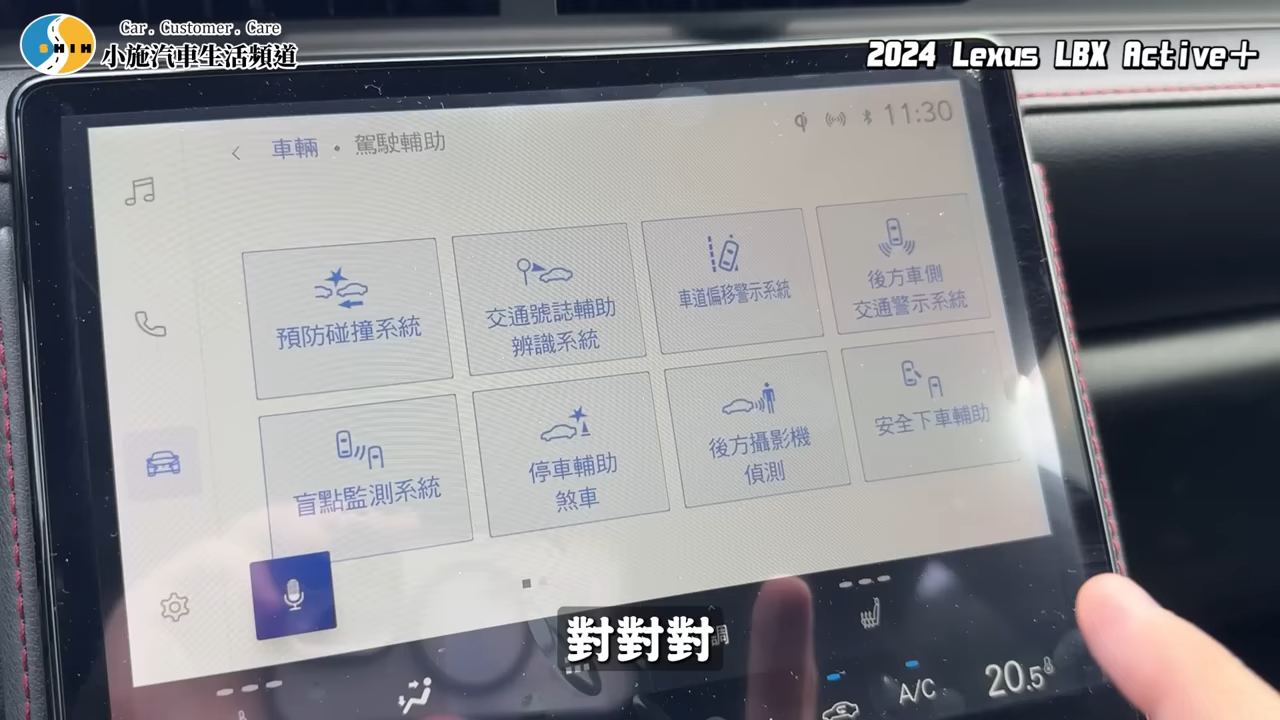 Car. Customer. Care
SHIH
小施汽車生活頻道
2024 Lexus LBX Active+
車輛 • 駕駛輔助
11:30
預防碰撞系統
交通號誌輔助
辨識系統
車道偏移警示系統
後方車側
交通警示系統
盲點監測系統
停車輔助
煞車
後方攝影機
偵測
安全下車輔助
對對對
調
A/C
20.5